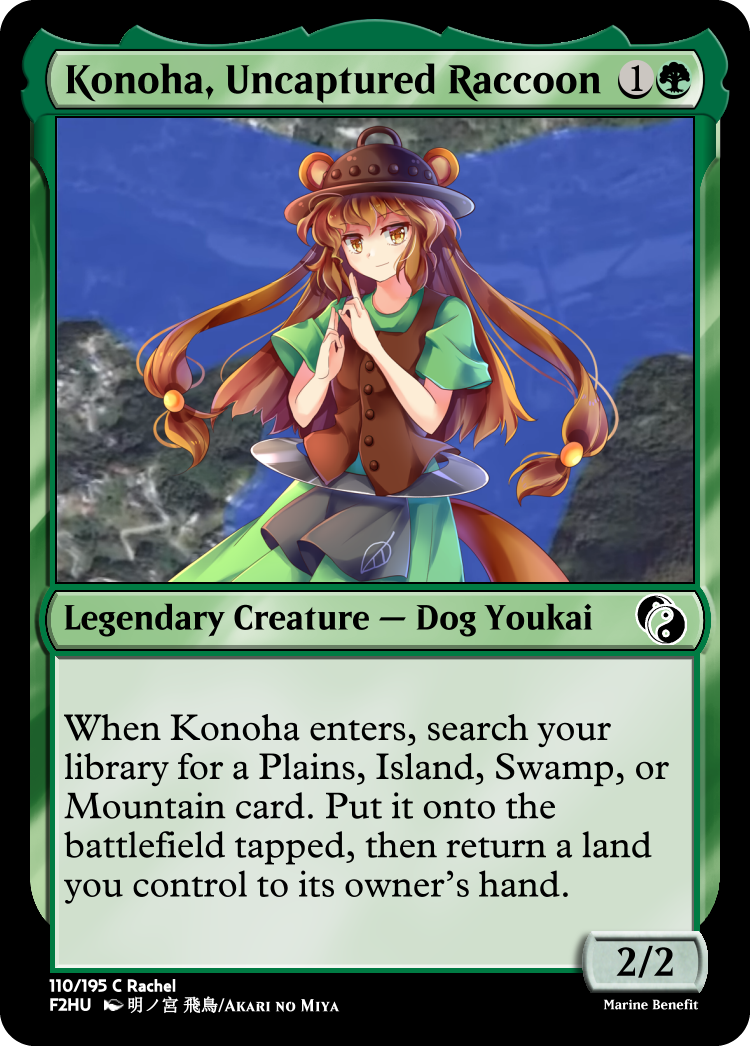 Konoha, Uncaptured Raccoon 1
Legendary Creature — Dog Youkai
When Konoha enters, search your
library for a Plains, Island, Swamp, or
Mountain card. Put it onto the
battlefield tapped, then return a land
you control to its owner's hand.
2/2
110/195 C Rachel
F2HU 明ノ宮 飛鳥/Akari no Miya
Marine Benefit